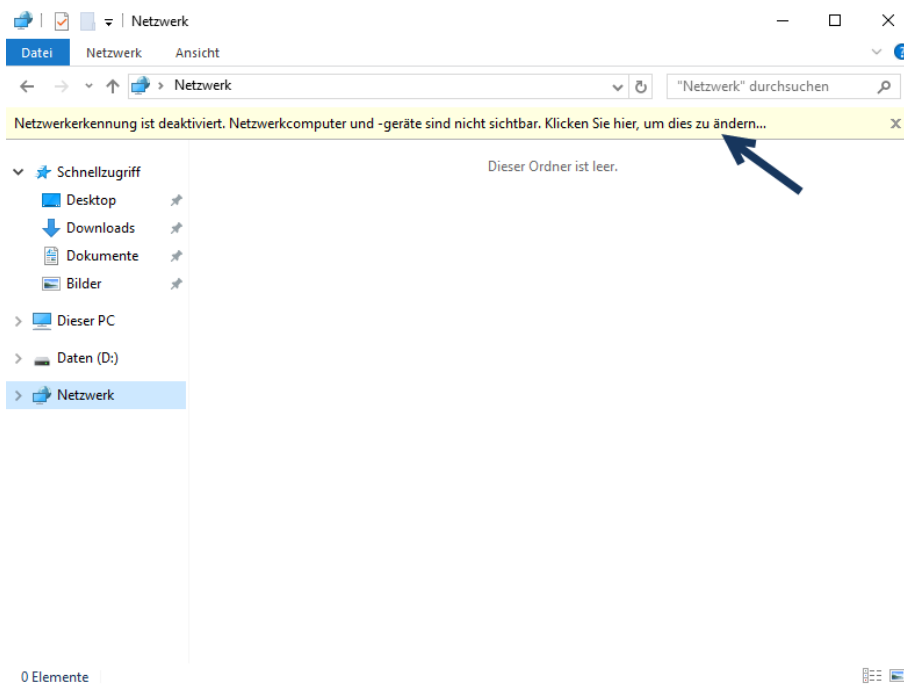 Netzwerk
Datei Netzwerk Ansicht
Netzwerk
"Netzwerk" durchsuchen
Netzwerkerkennung ist deaktiviert. Netzwerkcomputer und -geräte sind nicht sichtbar. Klicken Sie hier, um dies zu ändern...
Dieser Ordner ist leer.
Schnellzugriff
Desktop
Downloads
Dokumente
Bilder
Dieser PC
Daten (D:)
Netzwerk
0 Elemente